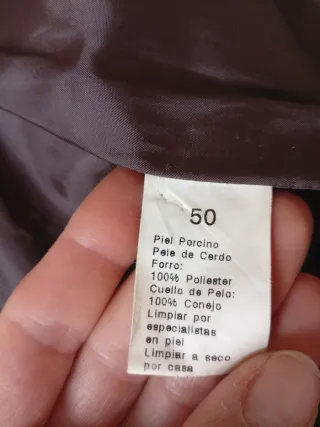 50
Piel Porcino
Pele de Cerdo
Forro:
100% Poliester
Cuello de Pelo:
100% Conejo
Limpiar por
especialistas
en piel
Limpiar a seco
por casa